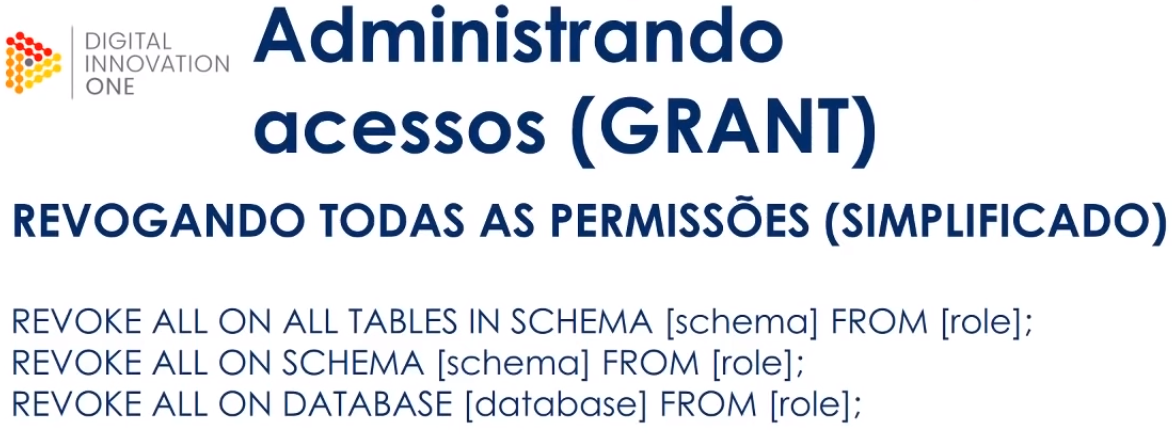 DIGITAL
INNOVATION
ONE
Administrando
acessos (GRANT)
REVOGANDO TODAS AS PERMISSÕES (SIMPLIFICADO)
REVOKE ALL ON ALL TABLES IN SCHEMA [schema] FROM [role];
REVOKE ALL ON SCHEMA [schema] FROM [role];
REVOKE ALL ON DATABASE [database] FROM [role];